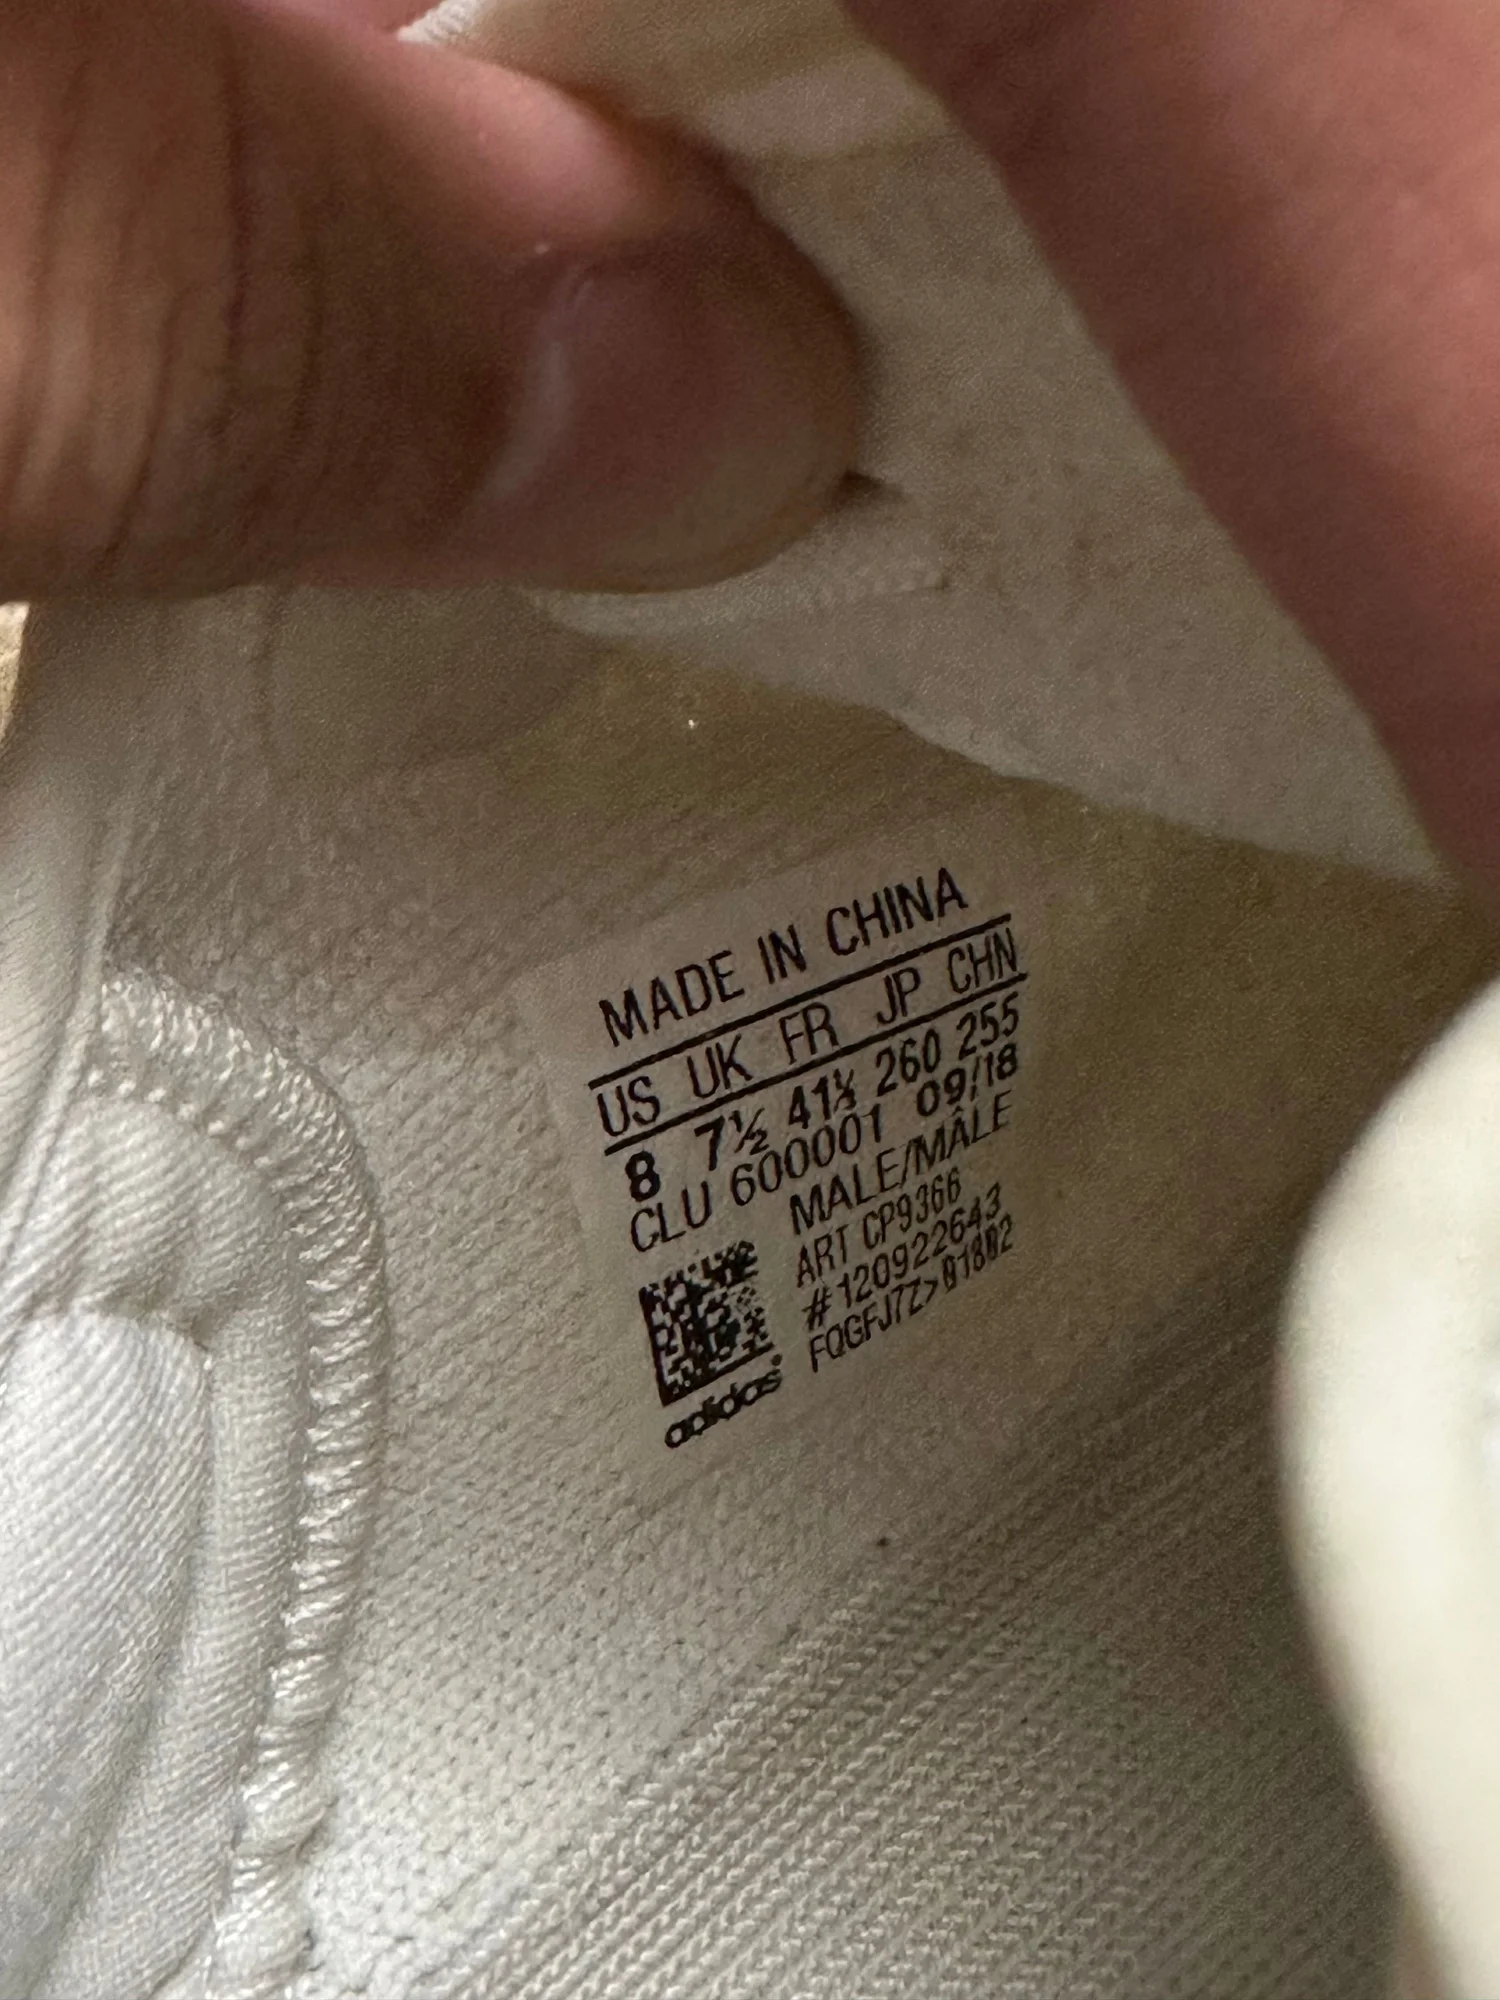 MADE IN CHINA
US UK FR JP CHN
8 7½ 41⅓ 260 255
CLU 600001 09/18
MALE/MÂLE
ART CP9366
#120922643
FQGFJ7Z>01802
adidas®